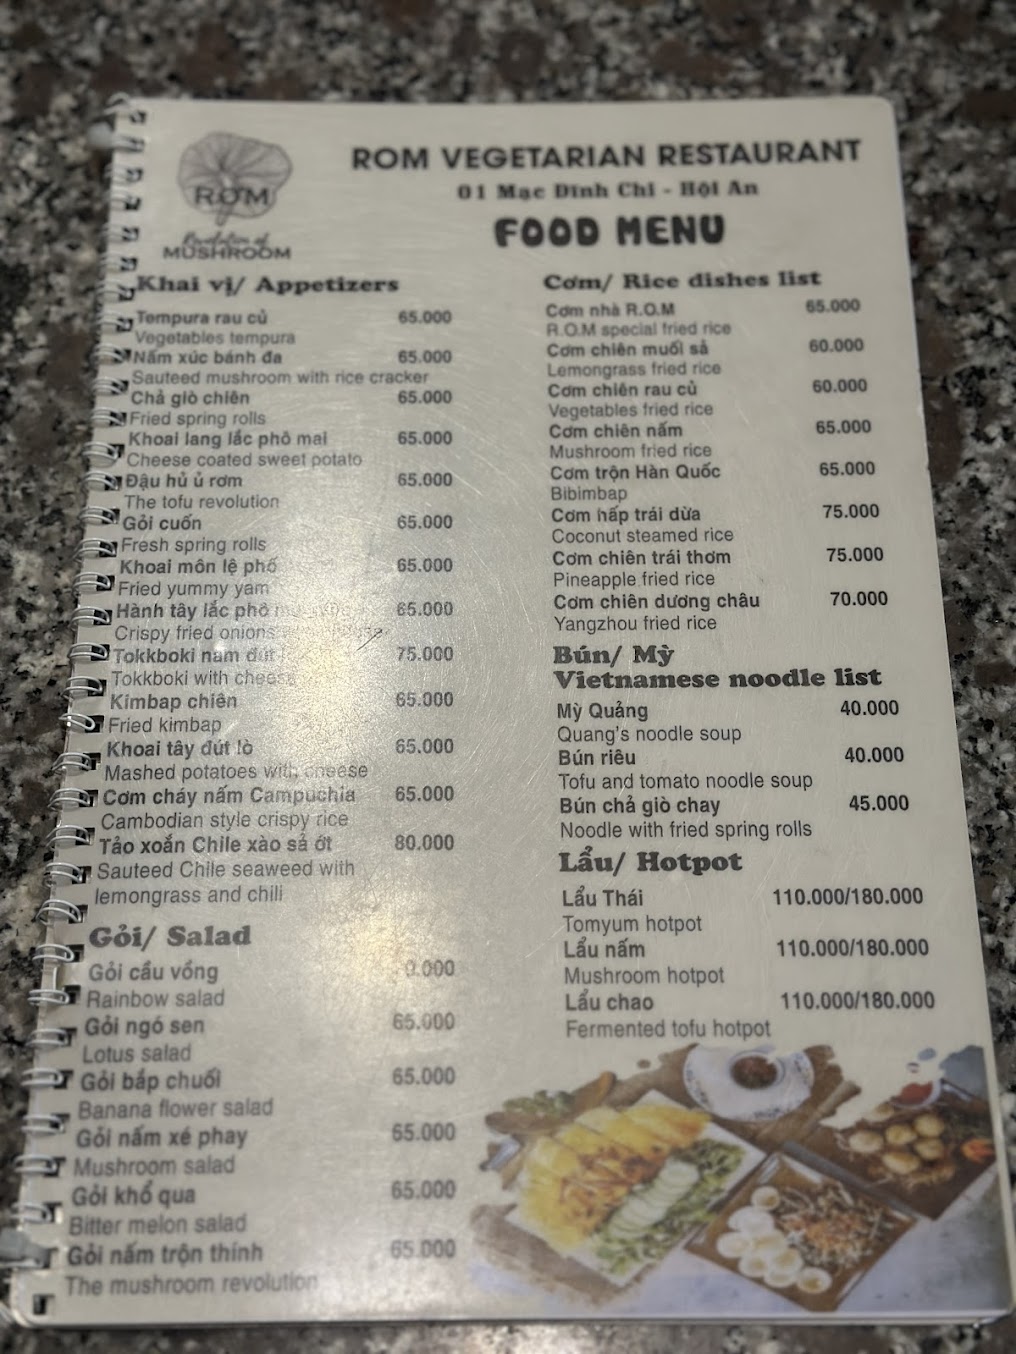 ROM
Revolution of
MUSHROOM
ROM VEGETARIAN RESTAURANT
01 Mạc Đĩnh Chi - Hội An
FOOD MENU
Khai vị/ Appetizers
Tempura rau củ 65.000
Vegetables tempura
Nấm xúc bánh đa 65.000
Sauteed mushroom with rice cracker
Chả giò chiên 65.000
Fried spring rolls
Khoai lang lắc phô mai 65.000
Cheese coated sweet potato
Đậu hủ ủ rơm 65.000
The tofu revolution
Gỏi cuốn 65.000
Fresh spring rolls
Khoai môn lệ phố 65.000
Fried yummy yam
Hành tây lắc phô 65.000
Crispy fried onions
Tokkboki nấm đút 75.000
Tokkboki with cheese
Kimbap chiên 65.000
Fried kimbap
Khoai tây đút lò 65.000
Mashed potatoes with cheese
Cơm cháy nấm Campuchia 65.000
Cambodian style crispy rice
Tảo xoắn Chile xào sả ớt 80.000
Sauteed Chile seaweed with
lemongrass and chili
Gỏi/ Salad
Gỏi cầu vồng
Rainbow salad
Gỏi ngó sen 65.000
Lotus salad
Gỏi bắp chuối 65.000
Banana flower salad
Gỏi nấm xé phay 65.000
Mushroom salad
Gỏi khổ qua 65.000
Bitter melon salad
Gỏi nấm trộn thính 65.000
The mushroom revolution
Cơm/ Rice dishes list
Cơm nhà R.O.M 65.000
R.O.M special fried rice
Cơm chiên muối sả 60.000
Lemongrass fried rice
Cơm chiên rau củ 60.000
Vegetables fried rice
Cơm chiên nấm 65.000
Mushroom fried rice
Cơm trộn Hàn Quốc 65.000
Bibimbap
Cơm hấp trái dừa 75.000
Coconut steamed rice
Cơm chiên trái thơm 75.000
Pineapple fried rice
Cơm chiên dương châu 70.000
Yangzhou fried rice
Bún/ Mỳ
Vietnamese noodle list
Mỳ Quảng 40.000
Quang's noodle soup
Bún riêu 40.000
Tofu and tomato noodle soup
Bún chả giò chay 45.000
Noodle with fried spring rolls
Lẩu/ Hotpot
Lẩu Thái 110.000/180.000
Tomyum hotpot
Lẩu nấm 110.000/180.000
Mushroom hotpot
Lẩu chao 110.000/180.000
Fermented tofu hotpot